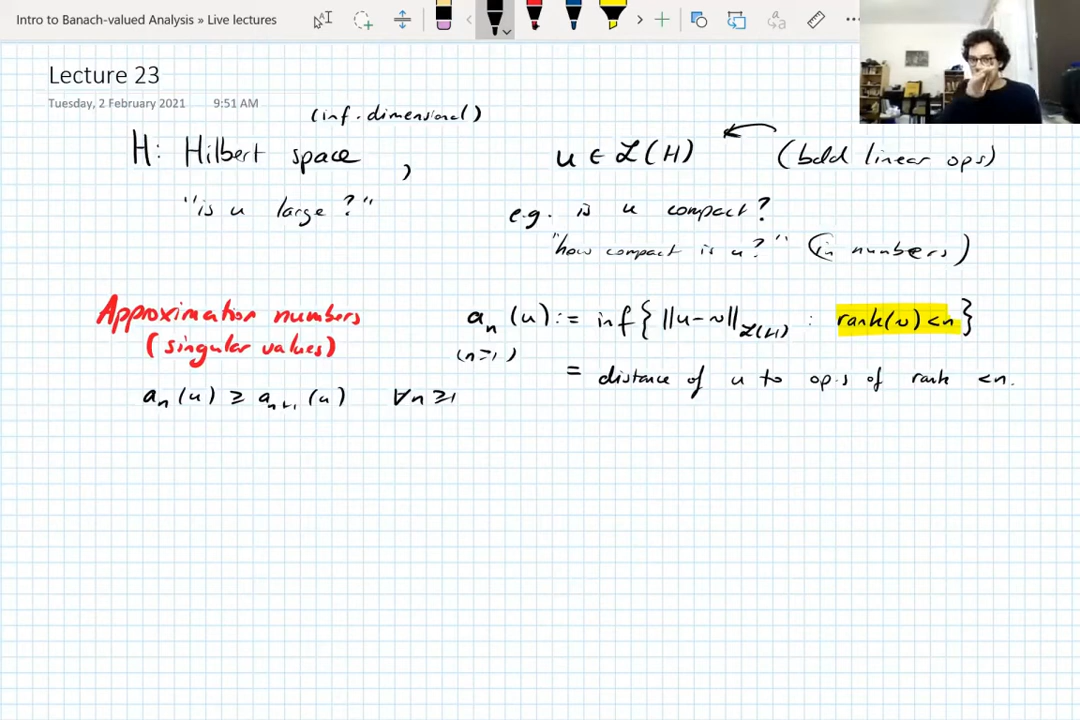 Intro to Banach-valued Analysis » Live lectures
Lecture 23
Tuesday, 2 February 2021 9:51 AM
(inf. dimensional)
H: Hilbert space , u ∈ ℒ(H) (bdd linear ops)
"is u large?" e.g. is u compact?
"how compact is u?" (in numbers)
Approximation numbers aₙ(u) := inf{ ‖u-v‖_ℒ(H) : rank(v) < n }
(singular values) (n≥1)
= distance of u to op.s of rank <n.
aₙ(u) ≥ aₙ₊₁(u) ∀n ≥1